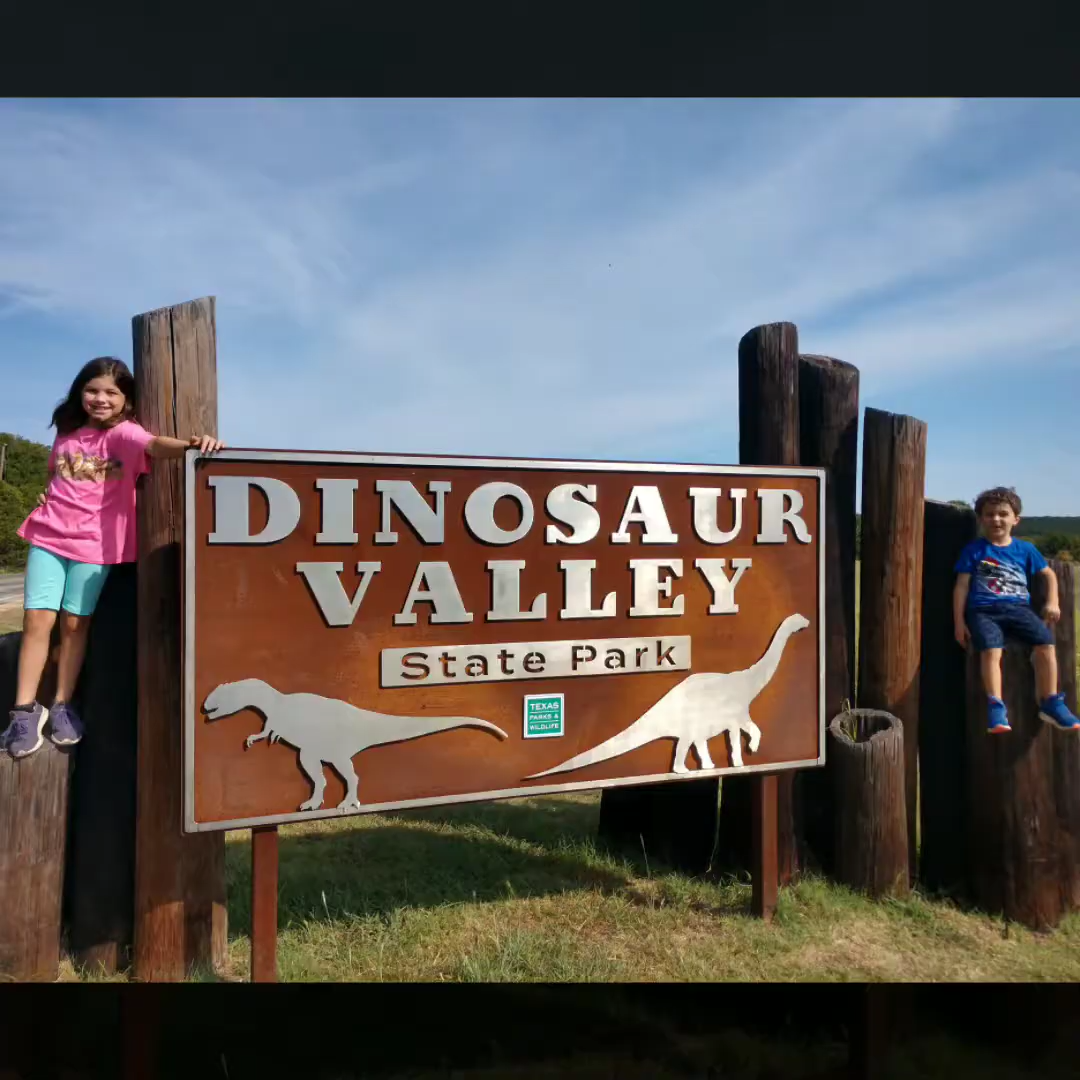 DINOSAUR
VALLEY
State Park
TEXAS
PARKS &
WILDLIFE